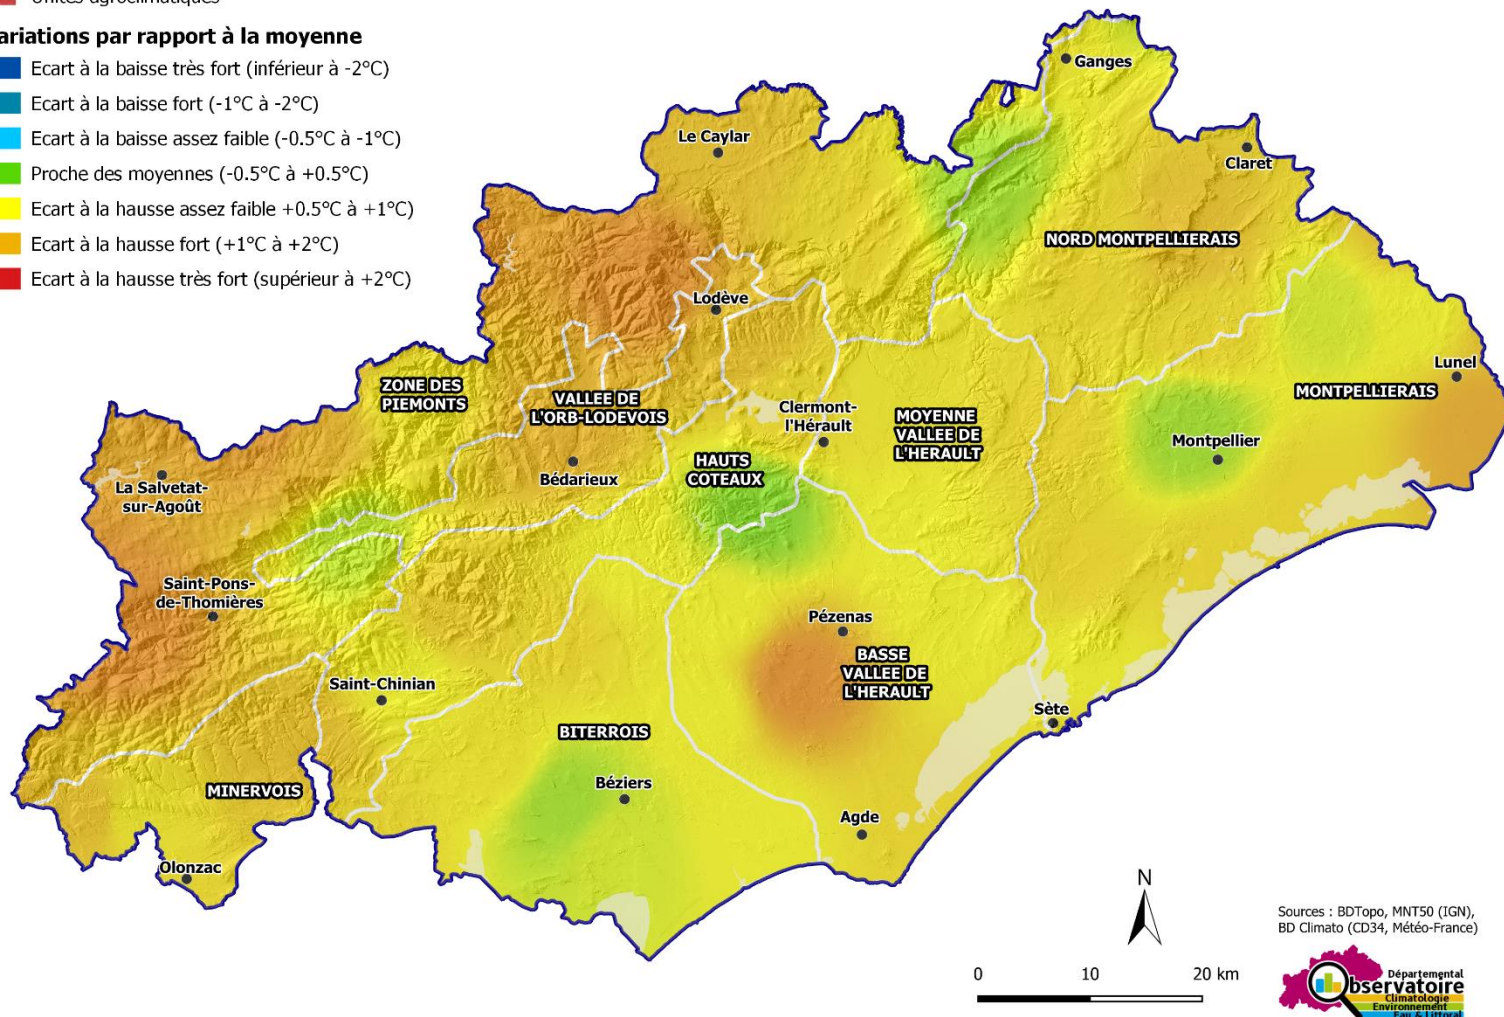 Unités agroclimatiques
ariations par rapport à la moyenne
Ecart à la baisse très fort (inférieur à -2°C)
Ecart à la baisse fort (-1°C à -2°C)
Ecart à la baisse assez faible (-0.5°C à -1°C)
Proche des moyennes (-0.5°C à +0.5°C)
Ecart à la hausse assez faible +0.5°C à +1°C)
Ecart à la hausse fort (+1°C à +2°C)
Ecart à la hausse très fort (supérieur à +2°C)
Ganges
Le Caylar
Claret
NORD MONTPELLIERAIS
Lodève
Lunel
ZONE DES
PIEMONTS
VALLEE DE
L'ORB-LODEVOIS
MONTPELLIERAIS
Clermont-
l'Hérault
MOYENNE
VALLEE DE
L'HERAULT
Montpellier
HAUTS
COTEAUX
Bédarieux
La Salvetat-
sur-Agoût
Saint-Pons-
de-Thomières
Pézenas
BASSE
VALLEE DE
L'HERAULT
Saint-Chinian
Sète
BITERROIS
Béziers
MINERVOIS
Agde
Olonzac
N
0 10 20 km
Sources : BDTopo, MNT50 (IGN),
BD Climato (CD34, Météo-France)
Départemental
Observatoire
Climatologie
Environnement
Eau & Littoral